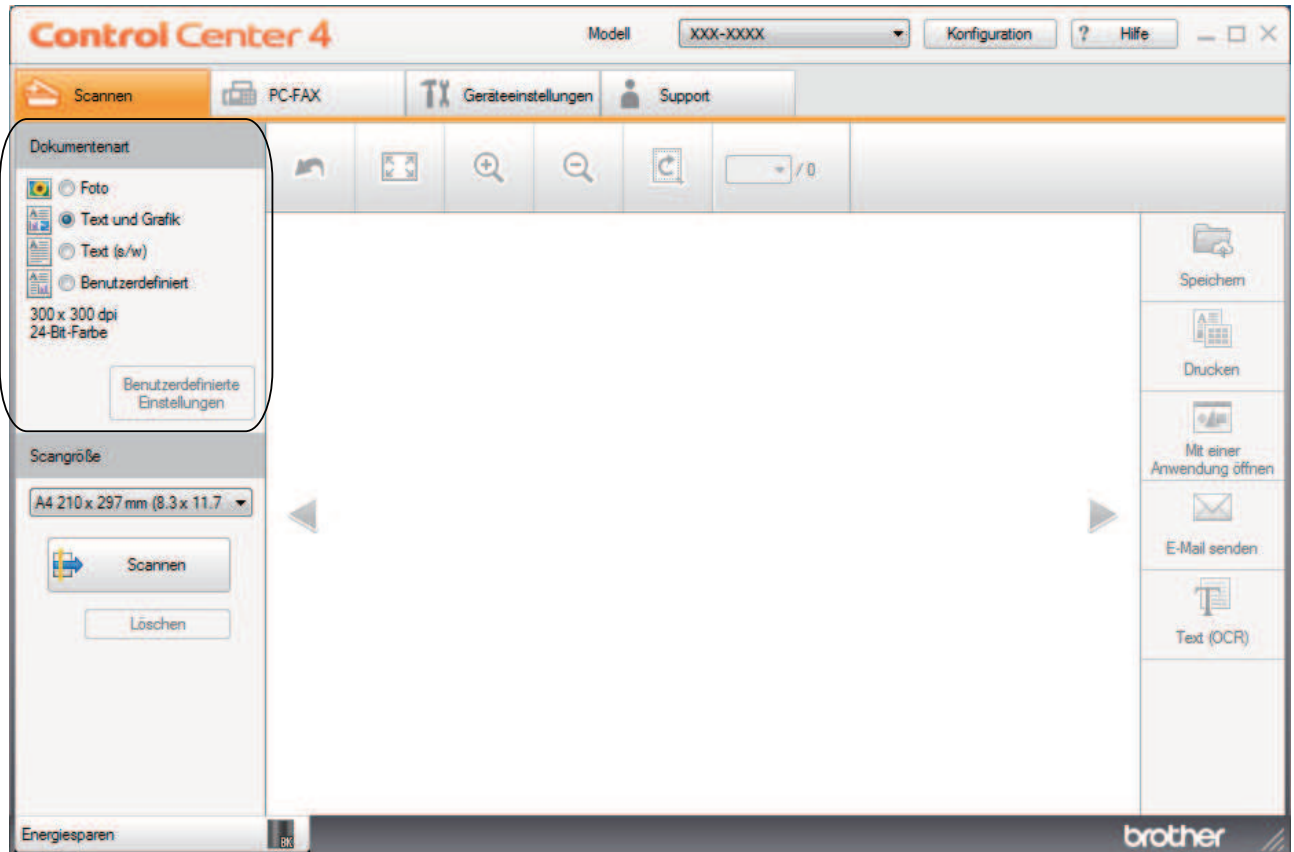 Control Center 4
Modell XXX-XXXX Konfiguration ? Hilfe
Scannen PC-FAX Geräteeinstellungen Support
Dokumentenart
Foto
Text und Grafik
Text (s/w)
Benutzerdefiniert
300 x 300 dpi
24-Bit-Farbe
Benutzerdefinierte
Einstellungen
/ 0
Scangröße
A4 210 x 297 mm (8.3 x 11.7
Scannen
Löschen
Speichern
Drucken
Mit einer
Anwendung öffnen
E-Mail senden
Text (OCR)
Energiesparen
BK
brother